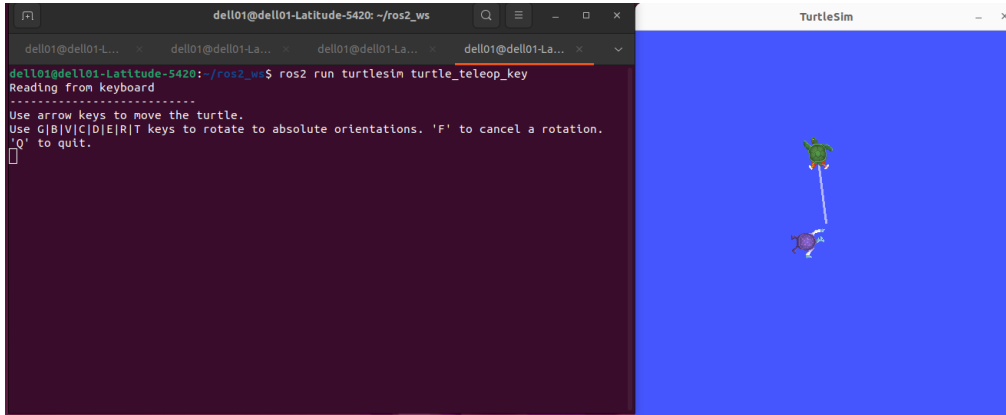 dell01@dell01-Latitude-5420: ~/ros2_ws
dell01@dell01-L...
dell01@dell01-La...
dell01@dell01-La...
dell01@dell01-La...
dell01@dell01-Latitude-5420:~/ros2_ws$ ros2 run turtlesim turtle_teleop_key
Reading from keyboard
---------------------------
Use arrow keys to move the turtle.
Use G|B|V|C|D|E|R|T keys to rotate to absolute orientations. 'F' to cancel a rotation.
'Q' to quit.
TurtleSim